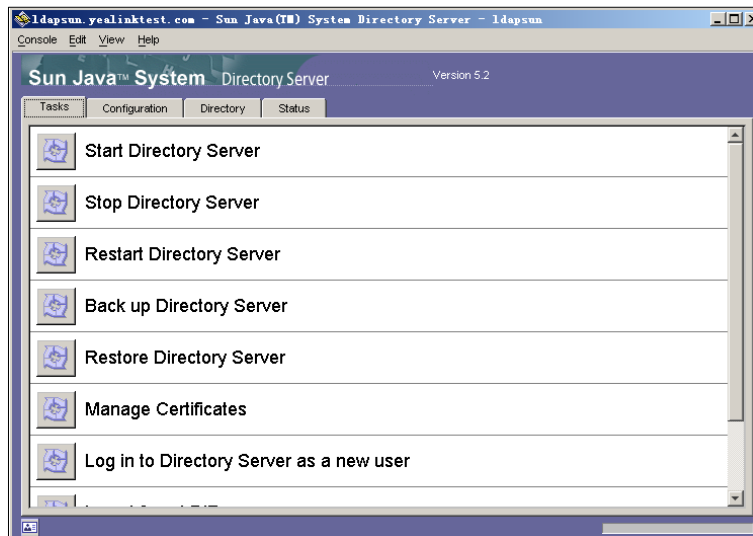 ldapsun.yealinktest.com - Sun Java(TM) System Directory Server - ldapsun
Console Edit View Help
Sun Java™ System Directory Server Version 5.2
Tasks Configuration Directory Status
Start Directory Server
Stop Directory Server
Restart Directory Server
Back up Directory Server
Restore Directory Server
Manage Certificates
Log in to Directory Server as a new user